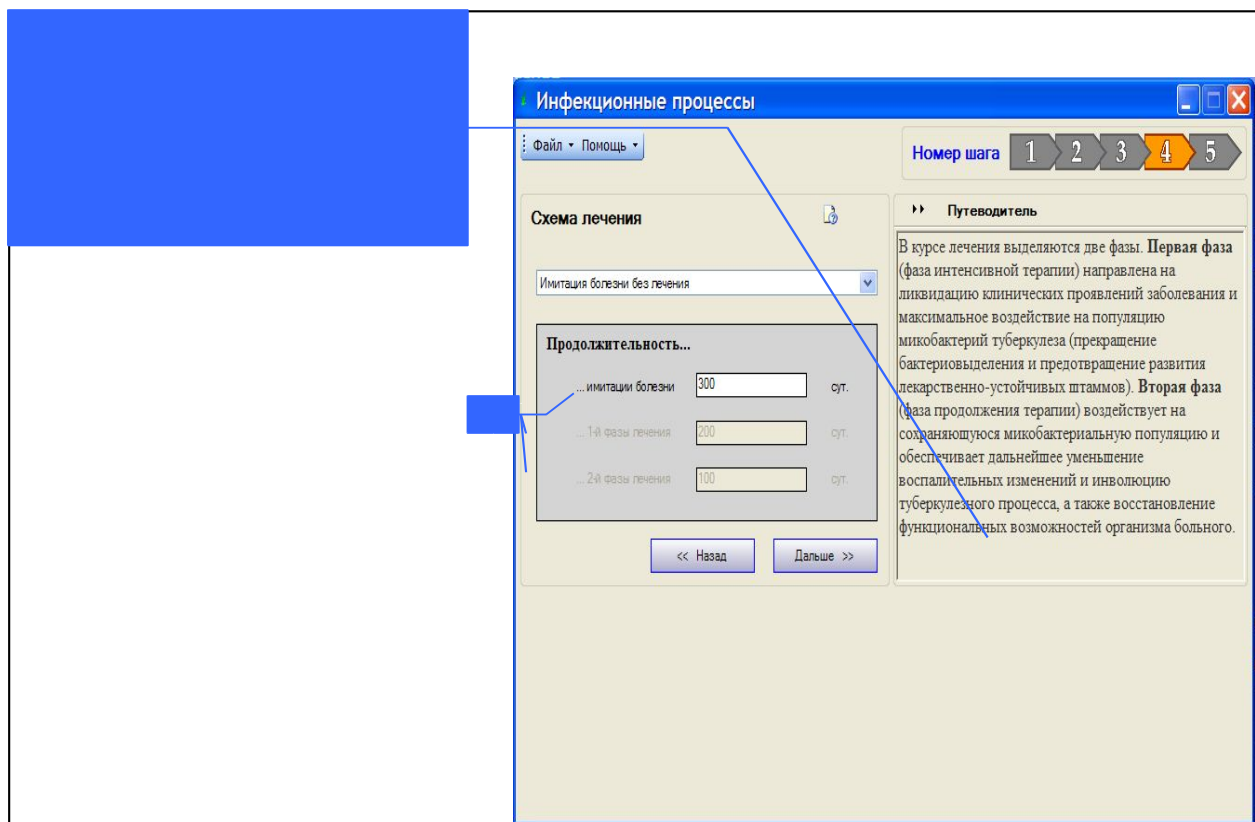 Инфекционные процессы
Файл Помощь
Номер шага 1 2 3 4 5
Схема лечения
Имитация болезни без лечения
Продолжительность...
... имитации болезни 300 сут.
... 1-й фазы лечения 200 сут.
... 2-й фазы лечения 100 сут.
<< Назад Дальше >>
Путеводитель
В курсе лечения выделяются две фазы. Первая фаза
(фаза интенсивной терапии) направлена на
ликвидацию клинических проявлений заболевания и
максимальное воздействие на популяцию
микобактерий туберкулеза (прекращение
бактериовыделения и предотвращение развития
лекарственно-устойчивых штаммов). Вторая фаза
(фаза продолжения терапии) воздействует на
сохраняющуюся микобактериальную популяцию и
обеспечивает дальнейшее уменьшение
воспалительных изменений и инволюцию
туберкулезного процесса, а также восстановление
функциональных возможностей организма больного.